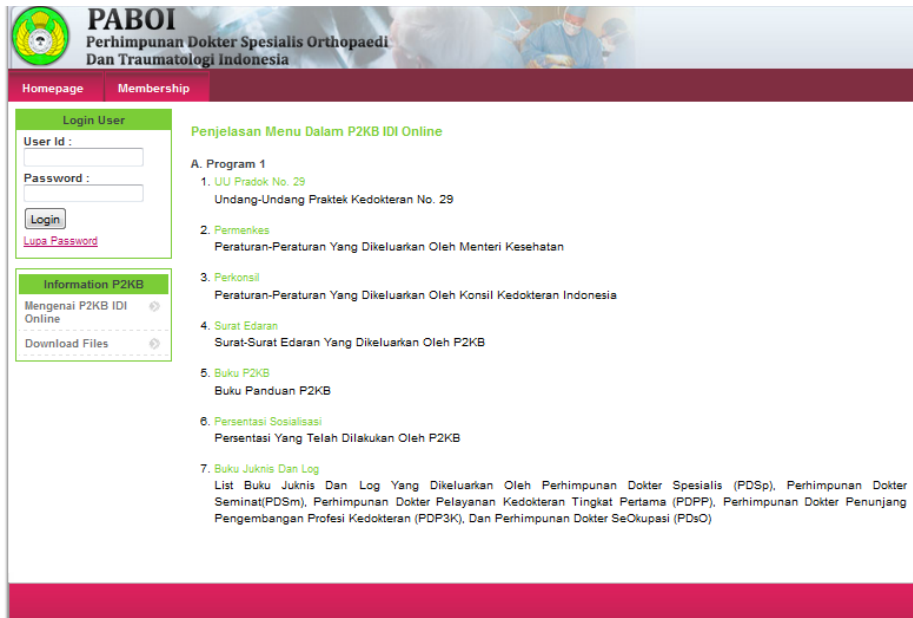 PABOI
Perhimpunan Dokter Spesialis Orthopaedi
Dan Traumatologi Indonesia
Homepage Membership
Login User
User Id :
Password :
Login
Lupa Password
Information P2KB
Mengenai P2KB IDI
Online
Download Files
Penjelasan Menu Dalam P2KB IDI Online
A. Program 1
1. UU Pradok No. 29
Undang-Undang Praktek Kedokteran No. 29
2. Permenkes
Peraturan-Peraturan Yang Dikeluarkan Oleh Menteri Kesehatan
3. Perkonsil
Peraturan-Peraturan Yang Dikeluarkan Oleh Konsil Kedokteran Indonesia
4. Surat Edaran
Surat-Surat Edaran Yang Dikeluarkan Oleh P2KB
5. Buku P2KB
Buku Panduan P2KB
6. Persentasi Sosialisasi
Persentasi Yang Telah Dilakukan Oleh P2KB
7. Buku Juknis Dan Log
List Buku Juknis Dan Log Yang Dikeluarkan Oleh Perhimpunan Dokter Spesialis (PDSp), Perhimpunan Dokter
Seminat(PDSm), Perhimpunan Dokter Pelayanan Kedokteran Tingkat Pertama (PDPP), Perhimpunan Dokter Penunjang
Pengembangan Profesi Kedokteran (PDP3K), Dan Perhimpunan Dokter SeOkupasi (PDsO)